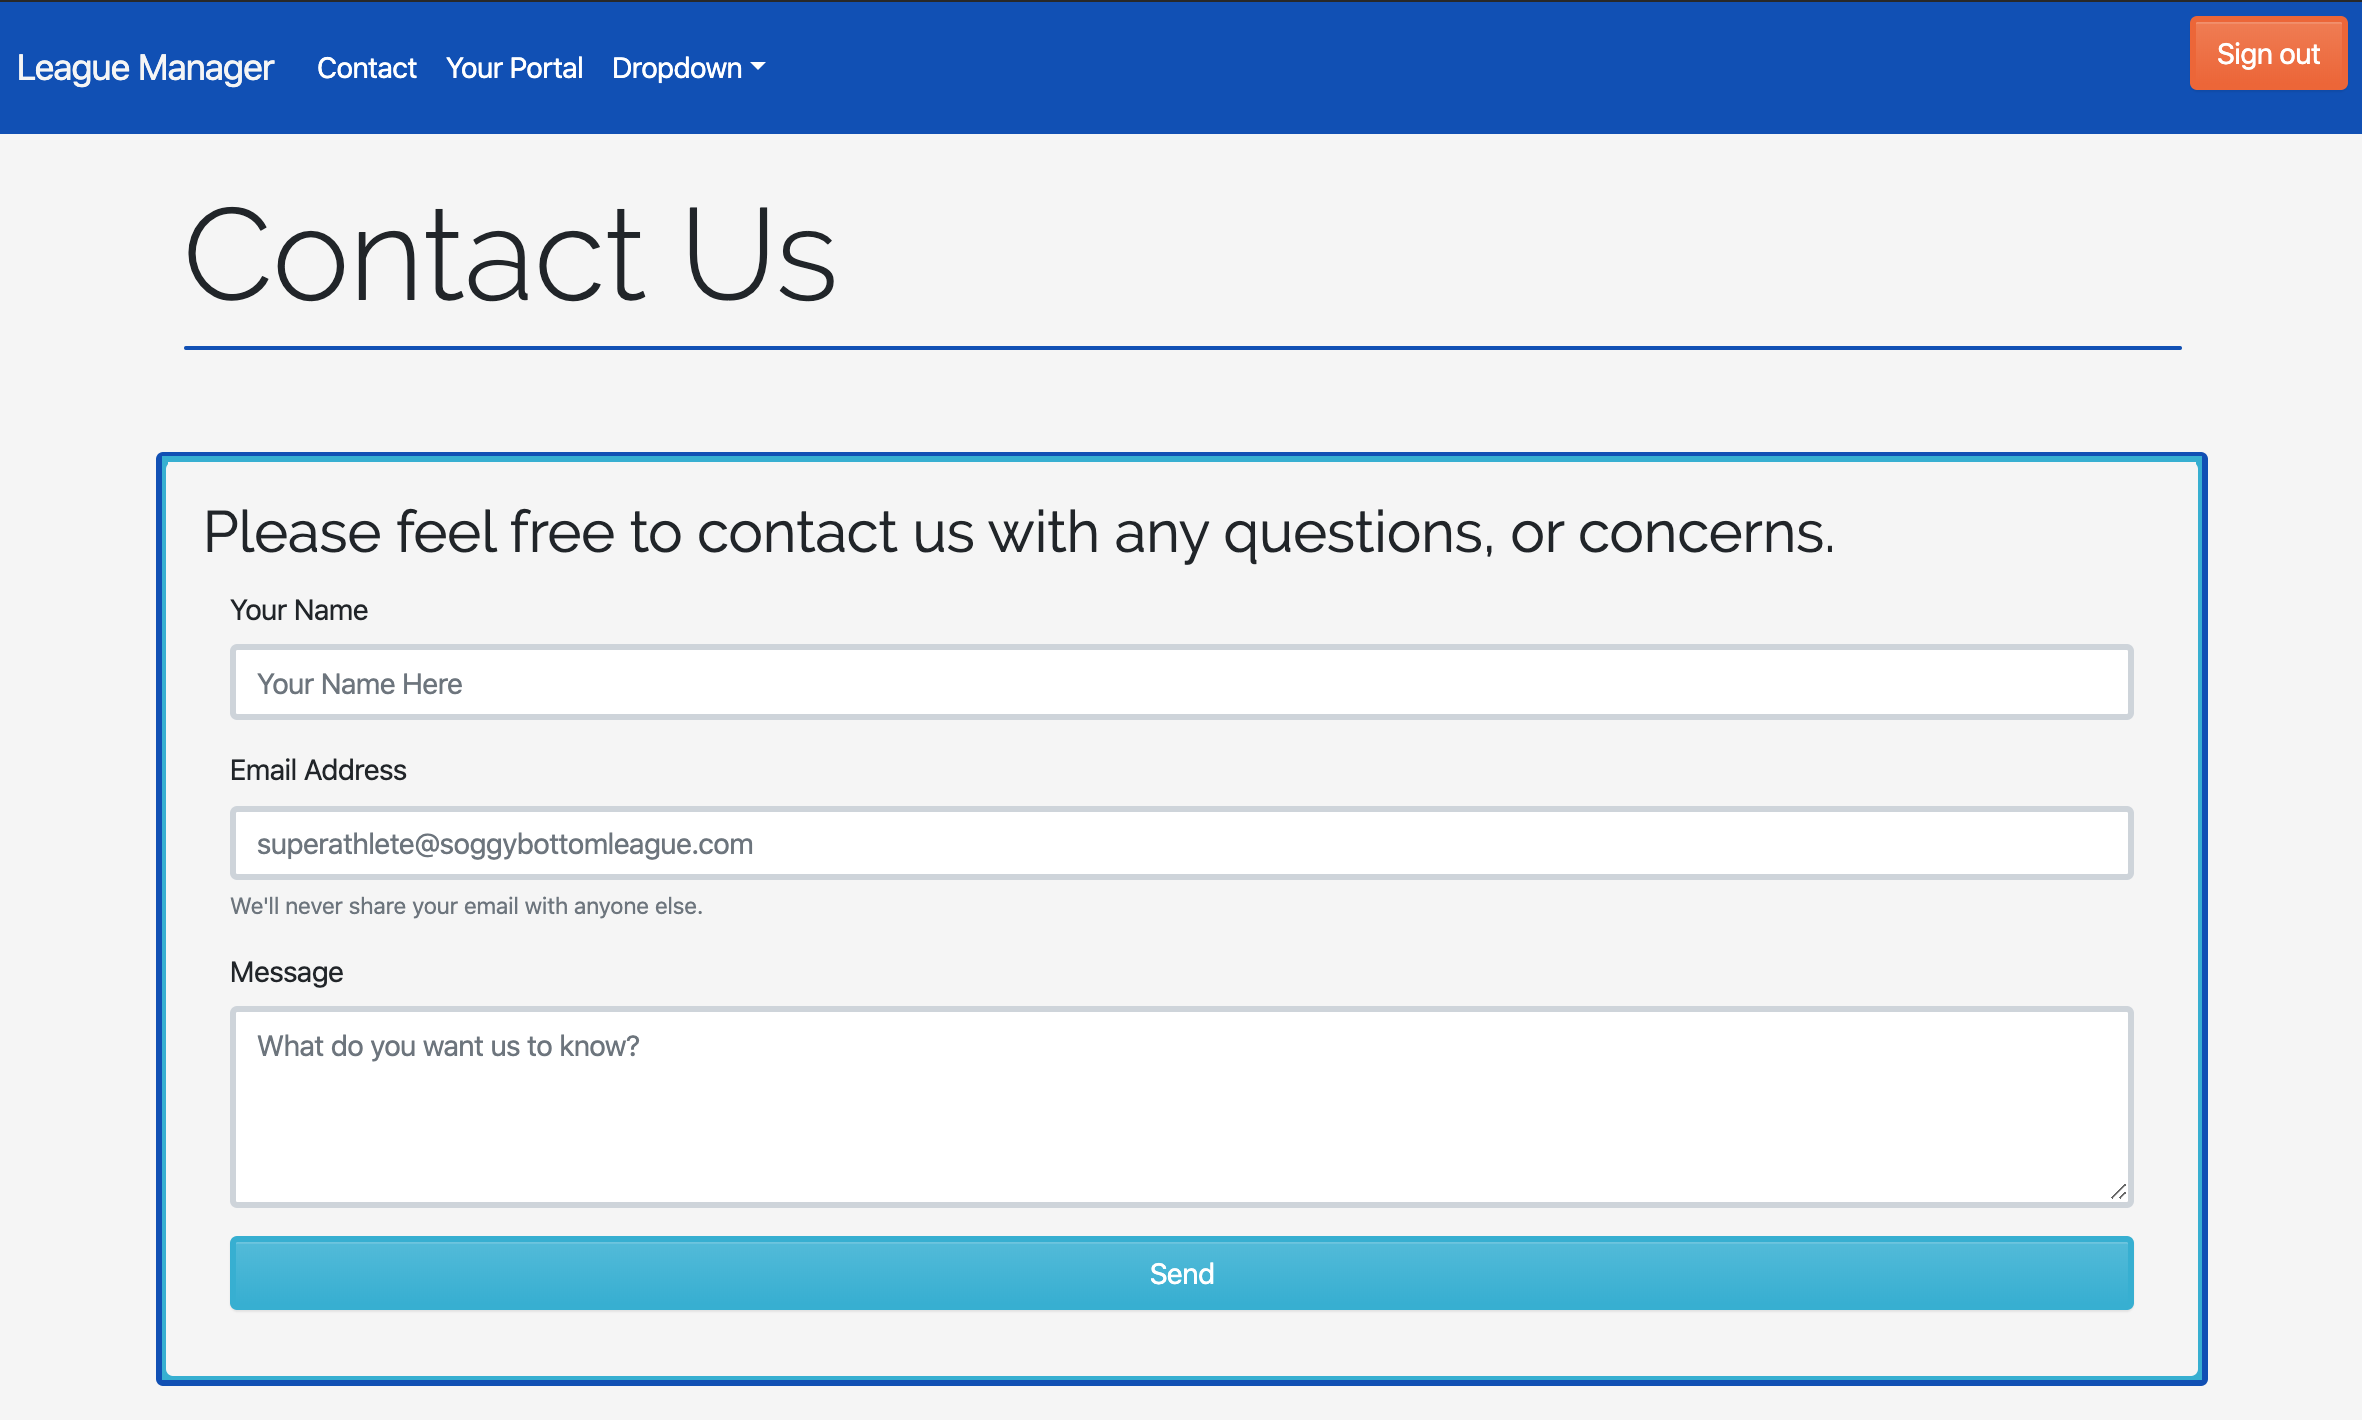 League Manager Contact Your Portal Dropdown Sign out
Contact Us
Please feel free to contact us with any questions, or concerns.
Your Name
Your Name Here
Email Address
superathlete@soggybottomleague.com
We'll never share your email with anyone else.
Message
What do you want us to know?
Send